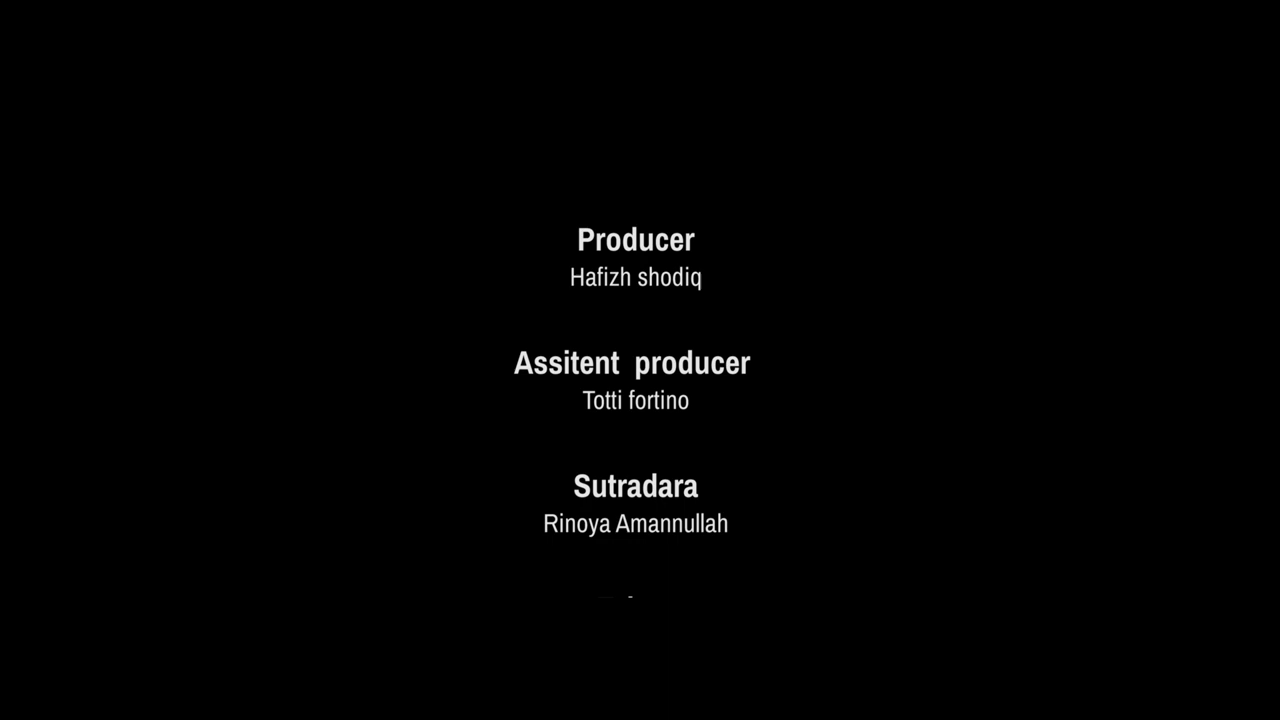 Producer
Hafizh shodiq
Assitent producer
Totti fortino
Sutradara
Rinoya Amannullah